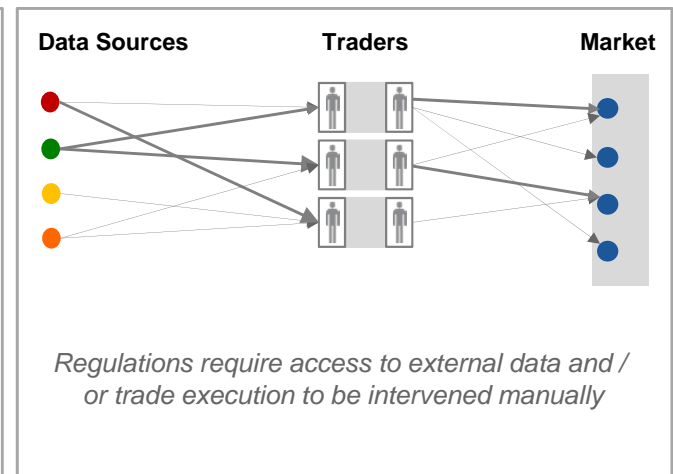 Data Sources Traders Market
Regulations require access to external data and /
or trade execution to be intervened manually